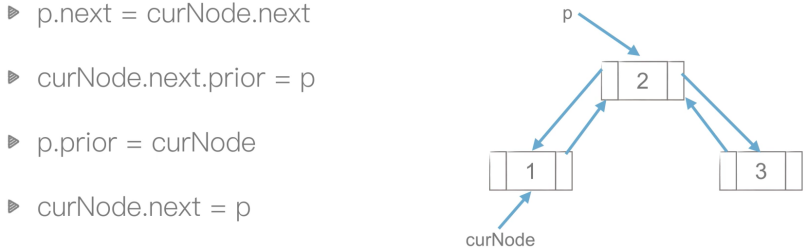 p.next = curNode.next
curNode.next.prior = p
p.prior = curNode
curNode.next = p
p
2
1
3
curNode